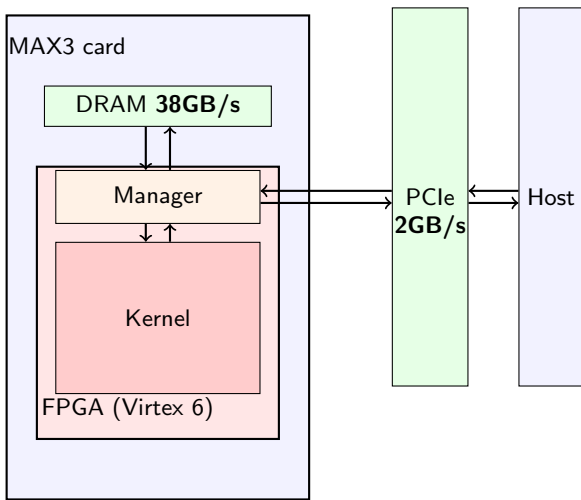 MAX3 card
DRAM 38GB/s
Manager
Kernel
FPGA (Virtex 6)
PCIe
2GB/s
Host